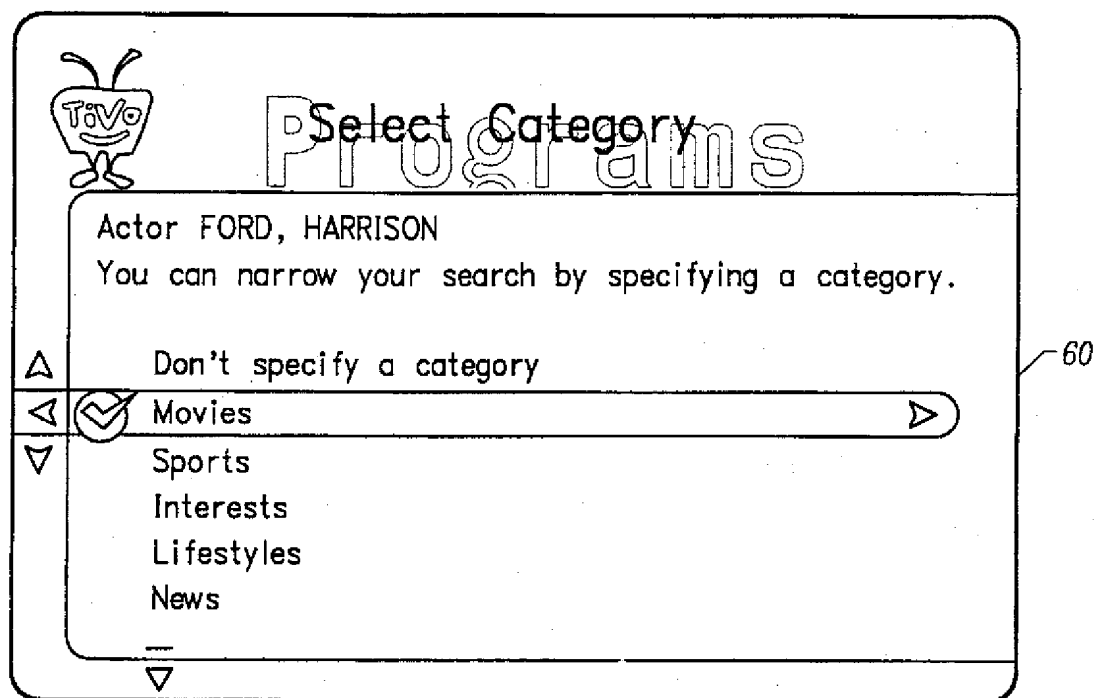 TiVo
Programs
Select Category
Actor FORD, HARRISON
You can narrow your search by specifying a category.
Don't specify a category
Movies
Sports
Interests
Lifestyles
News
60